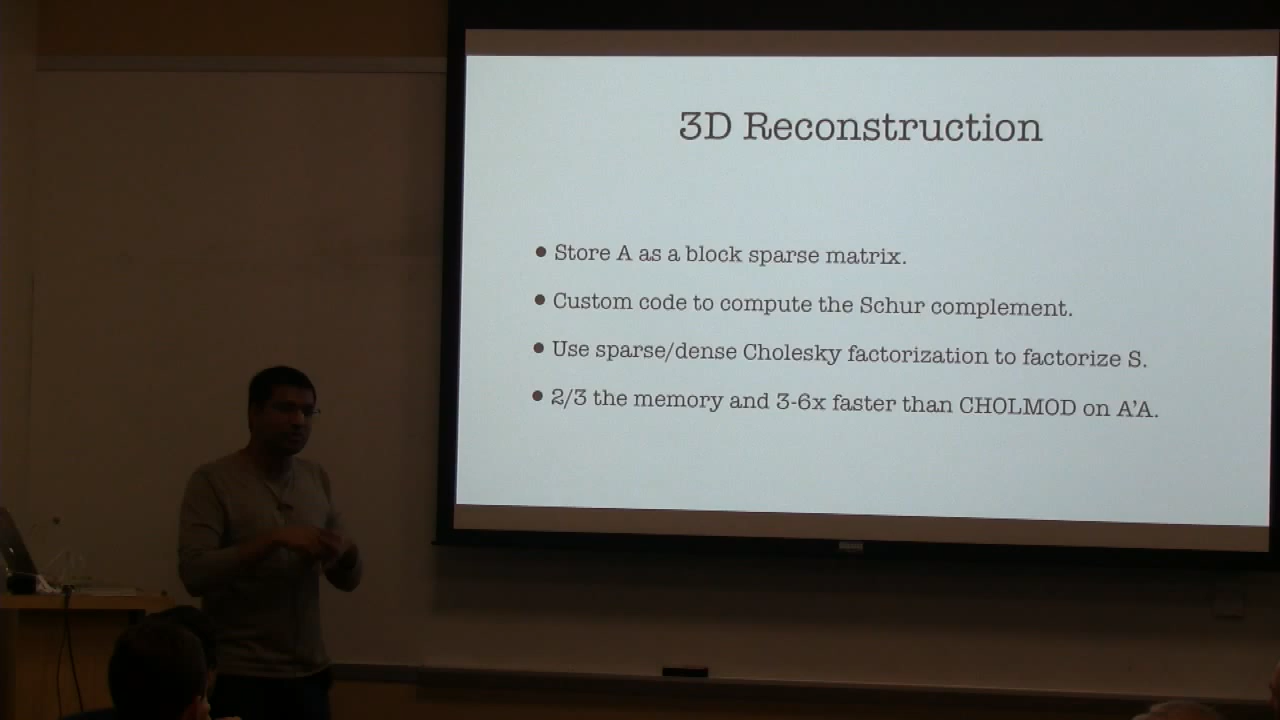 3D Reconstruction
• Store A as a block sparse matrix.
• Custom code to compute the Schur complement.
• Use sparse/dense Cholesky factorization to factorize S.
• 2/3 the memory and 3-6x faster than CHOLMOD on A'A.